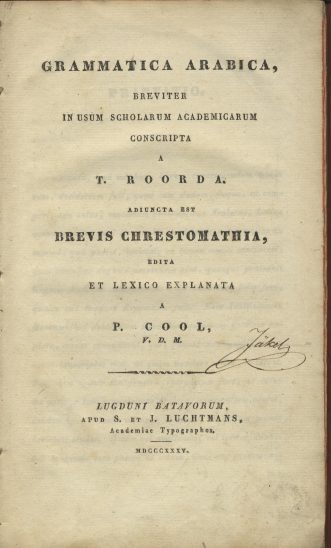 GRAMMATICA ARABICA,
BREVITER
IN USUM SCHOLARUM ACADEMICARUM
CONSCRIPTA
A
T. ROORDA.
ADIUNCTA EST
BREVIS CHRESTOMATHIA,
EDITA
ET LEXICO EXPLANATA
A
P. COOL,
V. D. M.
Jäkel
LUGDUNI BATAVORUM,
APUD S. ET J. LUCHTMANS,
Academiae Typographos.
MDCCCXXXV.